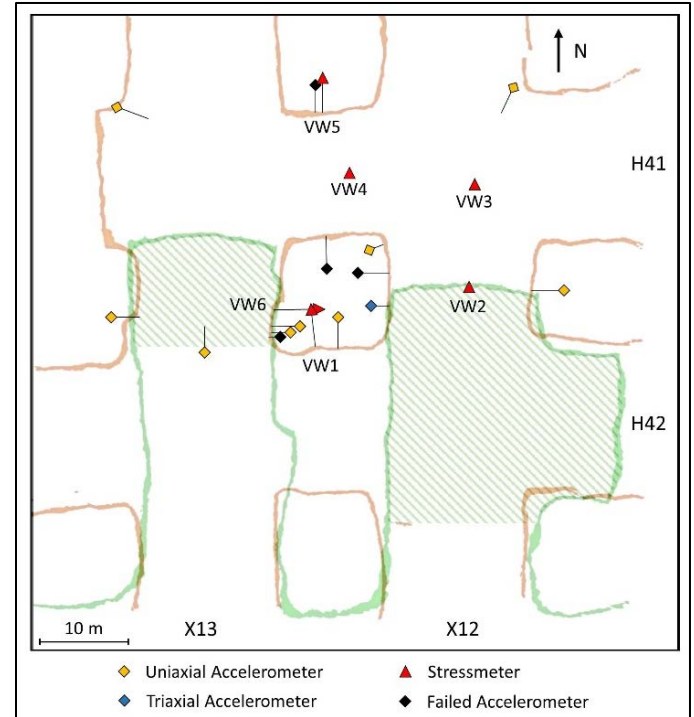 N
VW5
H41
VW4
VW3
VW6
VW2
VW1
H42
10 m
X13
X12
Uniaxial Accelerometer
Stressmeter
Triaxial Accelerometer
Failed Accelerometer